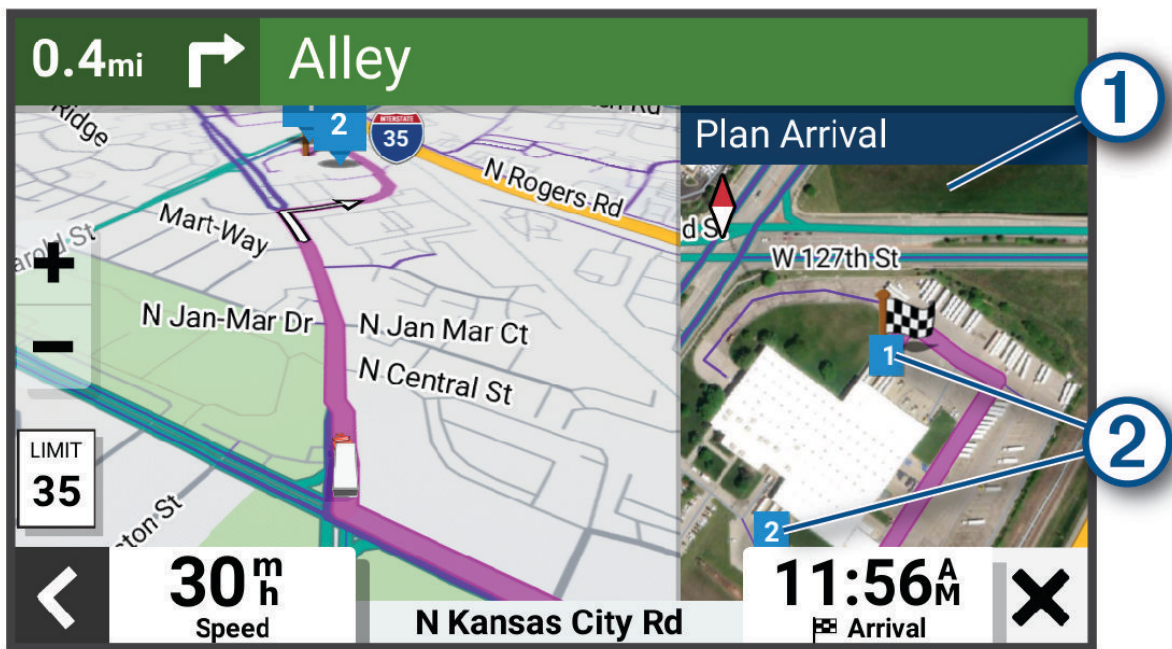 0.4mi
Alley
1
Plan Arrival
Ridge
2
INTERSTATE
35
N Rogers Rd
Mart-Way
W 127th St
N Jan-Mar Dr
N Jan Mar Ct
1
N Central St
LIMIT
35
2
2
30 mh
Speed
N Kansas City Rd
11:56 AM
Arrival